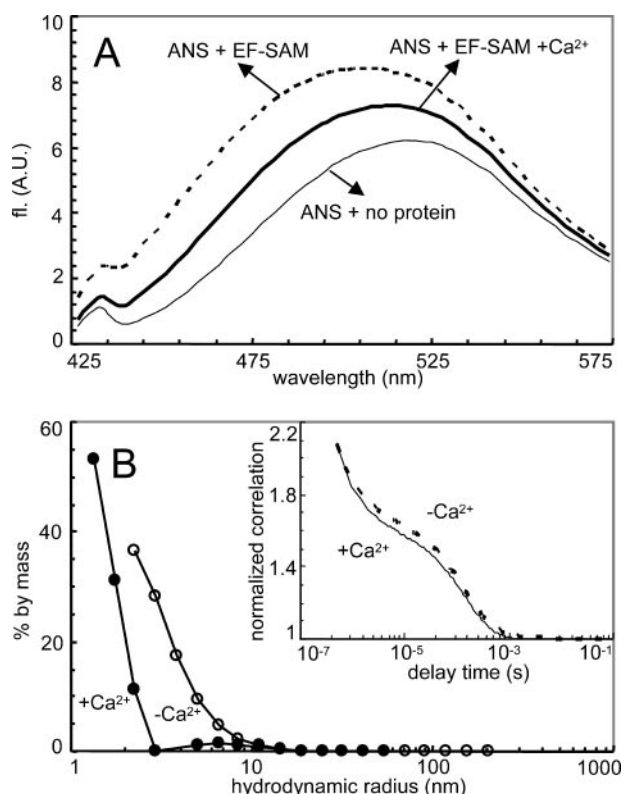 A
ANS + EF-SAM
ANS + EF-SAM +Ca²⁺
ANS + no protein
fl. (A.U.)
10
8
6
4
2
0
425
475
525
575
wavelength (nm)
B
% by mass
60
40
20
0
+Ca²⁺
-Ca²⁺
1
10
100
1000
hydrodynamic radius (nm)
normalized correlation
2.2
1.8
1.4
1
-Ca²⁺
+Ca²⁺
10⁻⁷
10⁻⁵
10⁻³
10⁻¹
delay time (s)